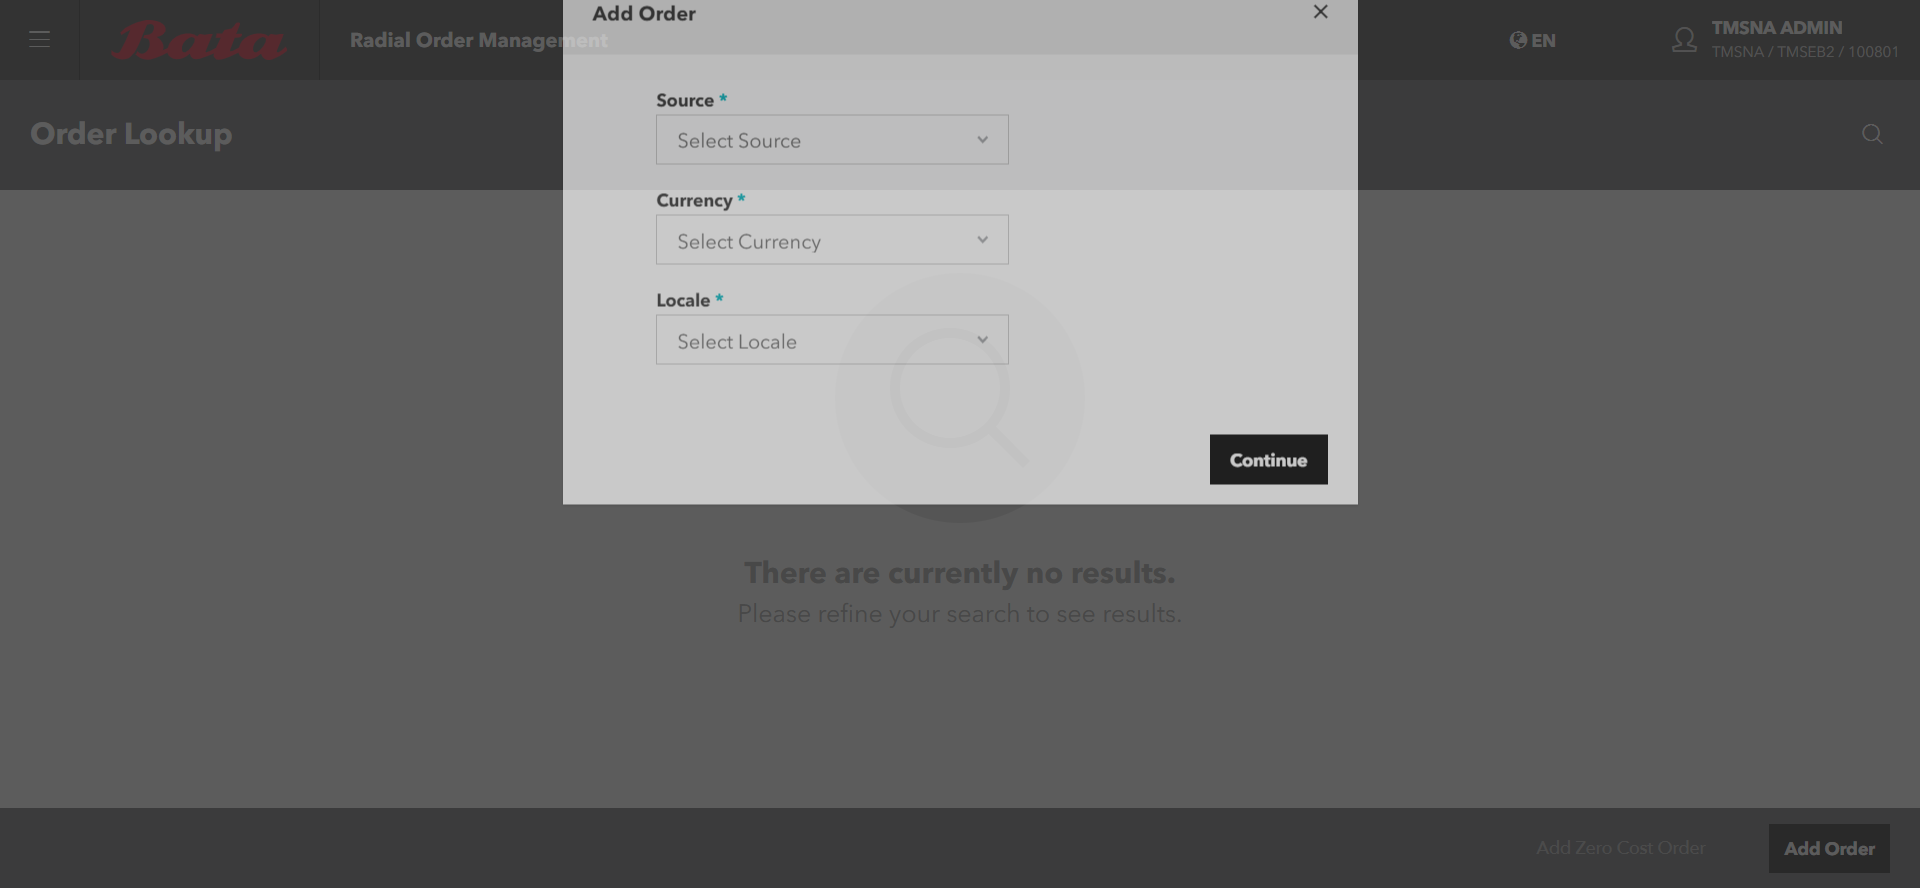 Bata
Radial Order Management
EN
TMSNA ADMIN
TMSNA / TMSEB2 / 100801
Order Lookup
Add Order
Source *
Select Source
Currency *
Select Currency
Locale *
Select Locale
Continue
There are currently no results.
Please refine your search to see results.
Add Zero Cost Order
Add Order